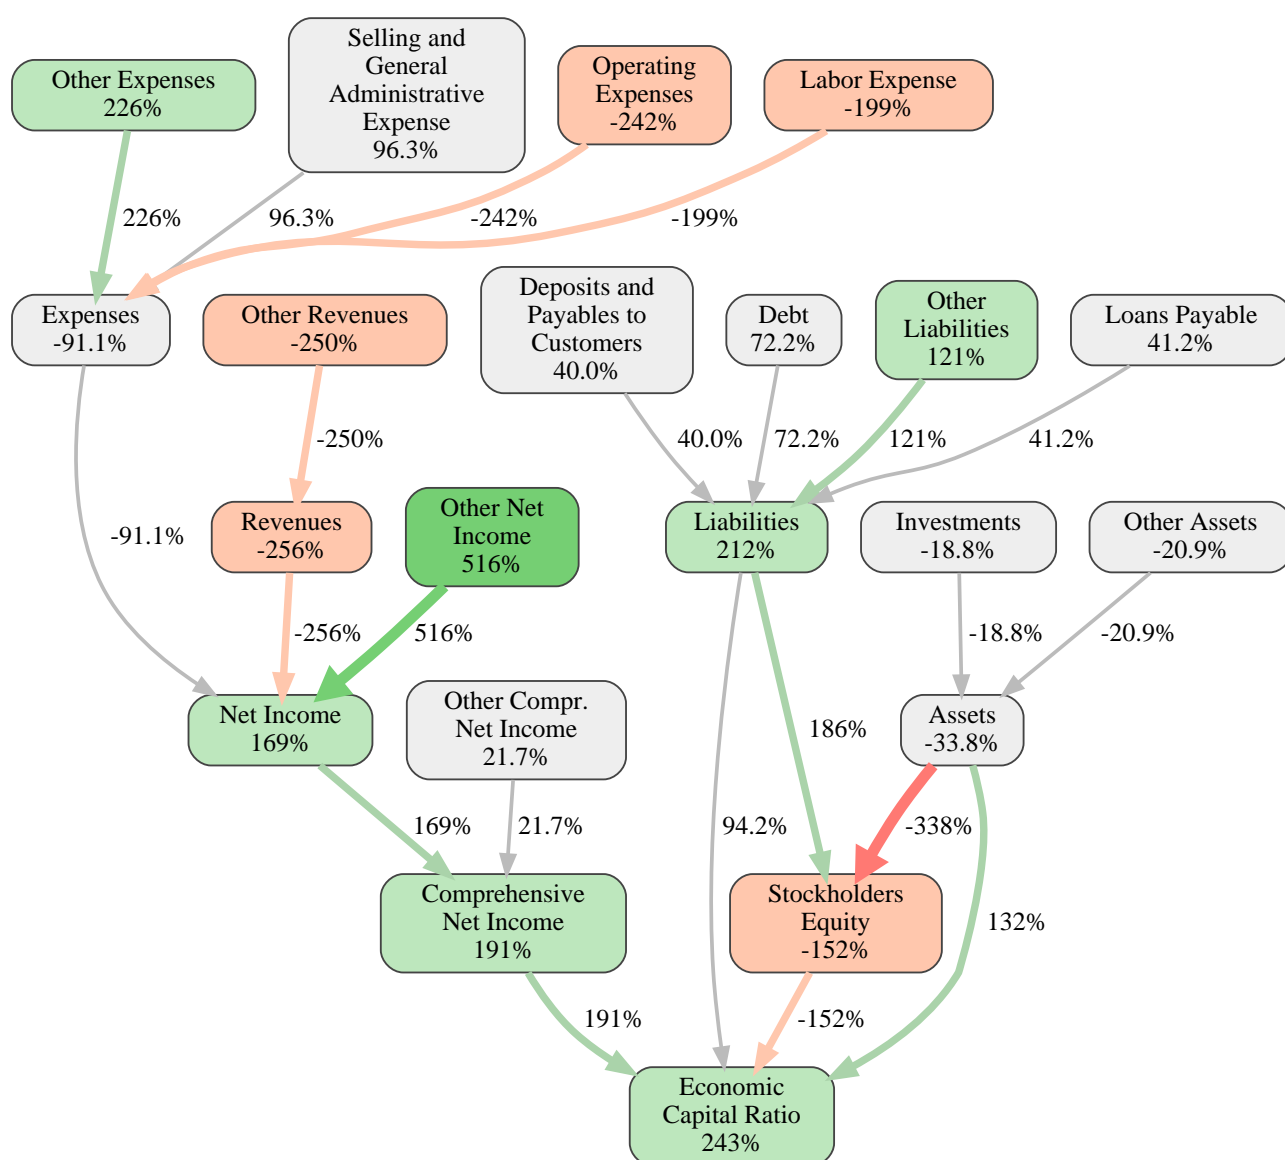 Other Expenses
226%
Selling and
General
Administrative
Expense
96.3%
Operating
Expenses
-242%
Labor Expense
-199%
226%
96.3%
-242%
-199%
Expenses
-91.1%
Other Revenues
-250%
Deposits and
Payables to
Customers
40.0%
Debt
72.2%
Other
Liabilities
121%
Loans Payable
41.2%
-250%
40.0%
72.2%
121%
41.2%
-91.1%
Revenues
-256%
Other Net
Income
516%
Liabilities
212%
Investments
-18.8%
Other Assets
-20.9%
-256%
516%
-18.8%
-20.9%
Net Income
169%
Other Compr.
Net Income
21.7%
186%
Assets
-33.8%
169%
21.7%
94.2%
-338%
Comprehensive
Net Income
191%
Stockholders
Equity
-152%
132%
191%
-152%
Economic
Capital Ratio
243%